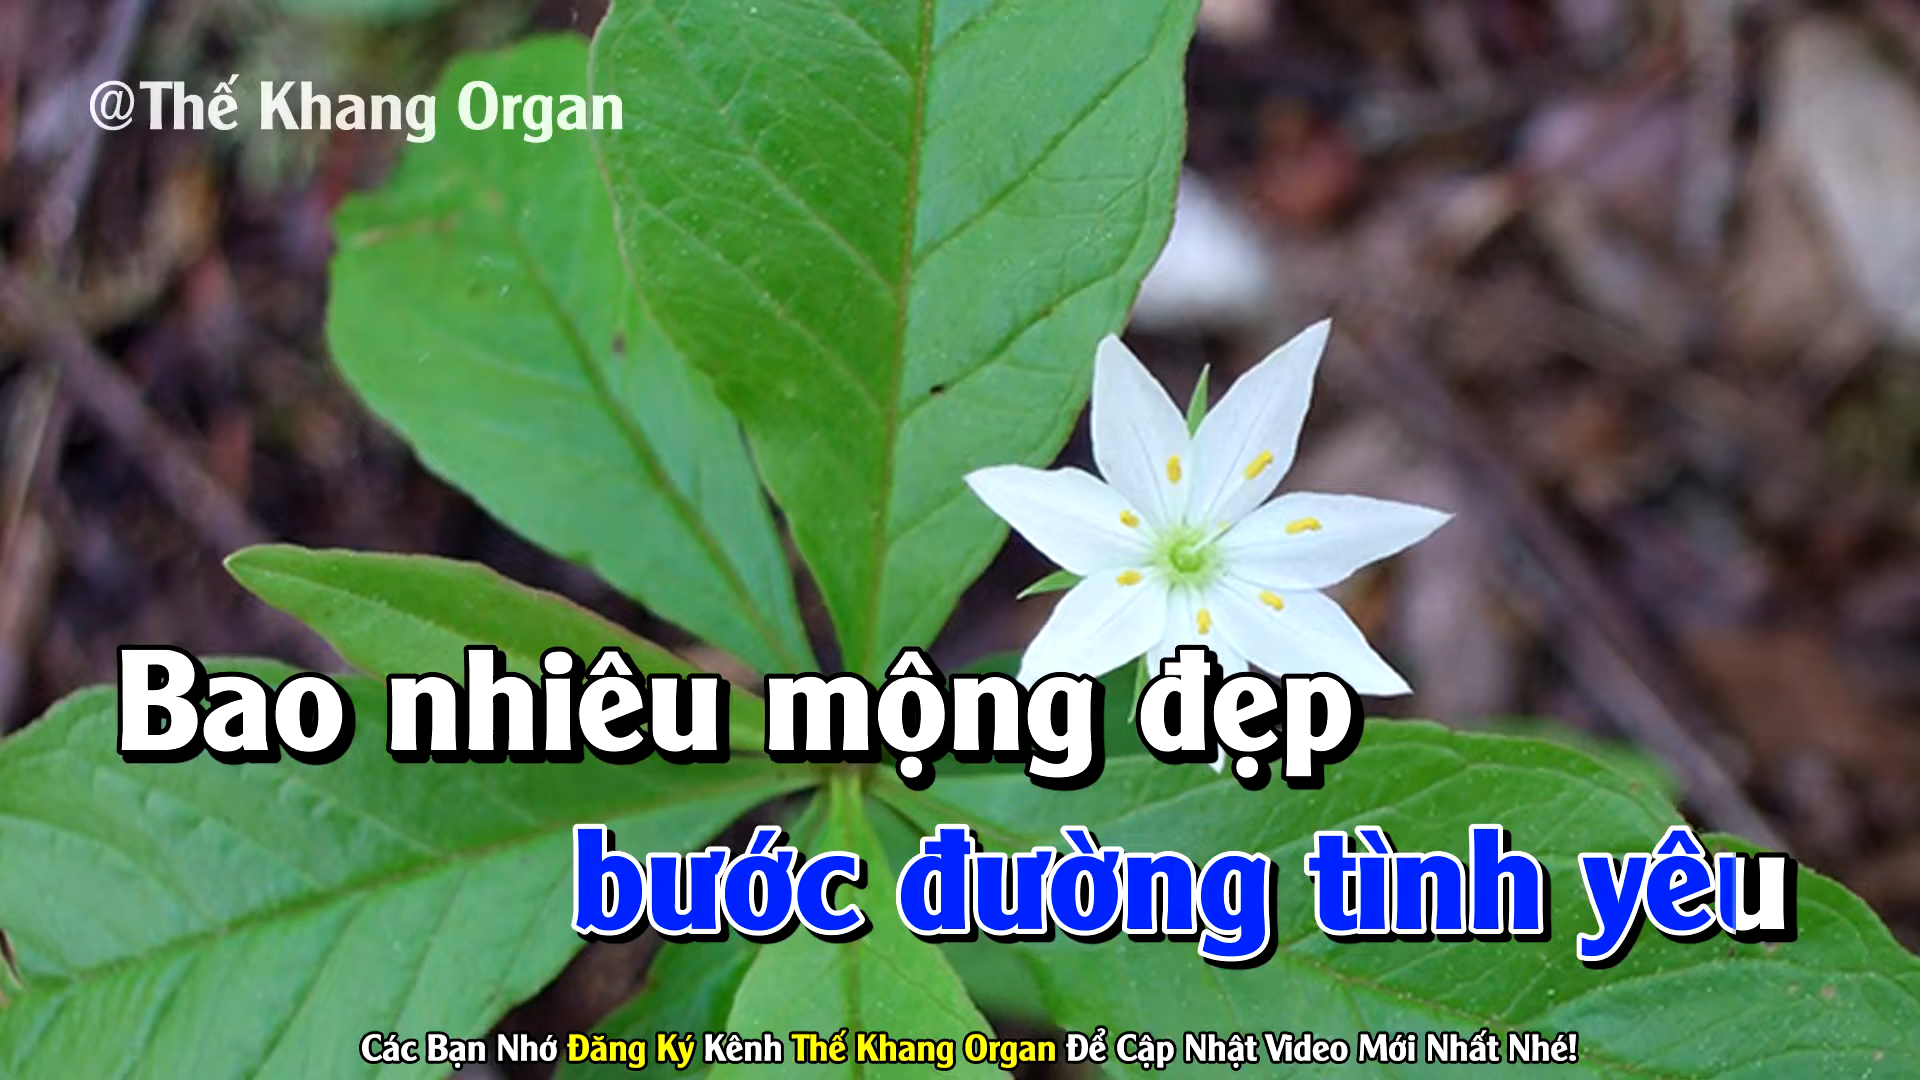 @Thế Khang Organ
Bao nhiêu mộng đẹp
bước đường tình yêu
Các Bạn Nhớ Đăng Ký Kênh Thế Khang Organ Để Cập Nhật Video Mới Nhất Nhé!